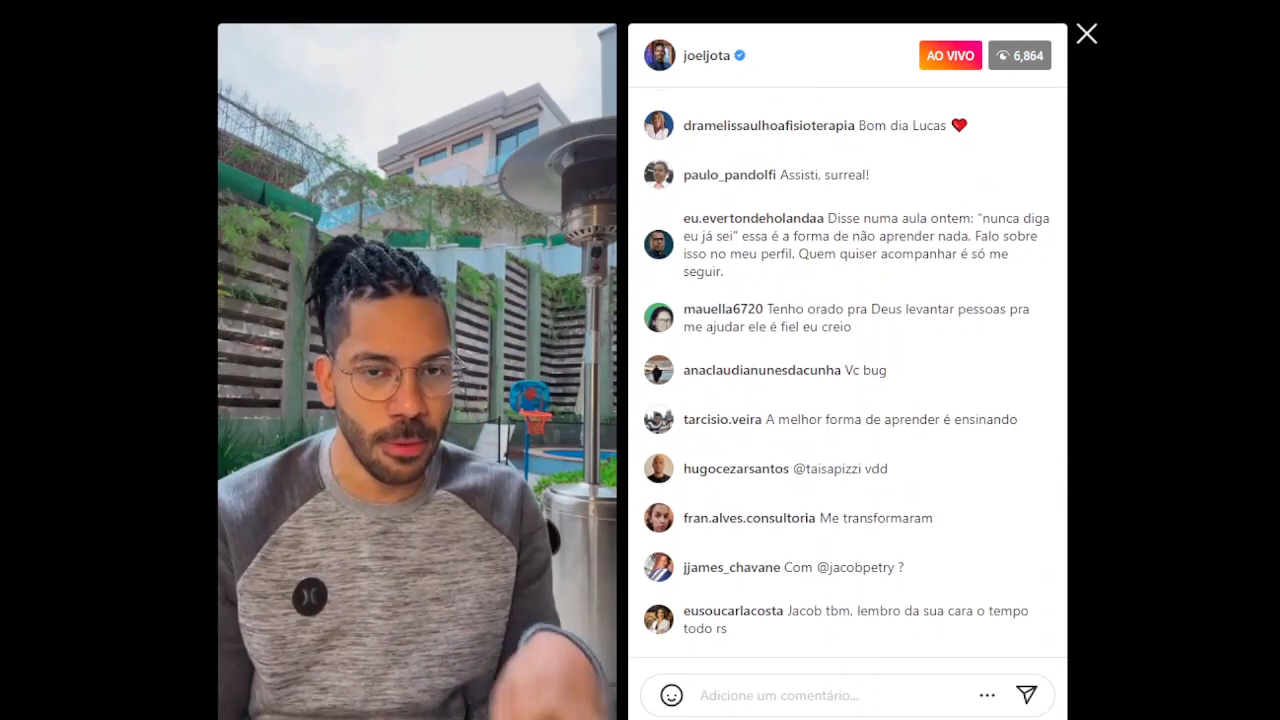 joeljota
AO VIVO
6,864
dramelissaulhoafisioterapia Bom dia Lucas ❤
paulo_pandolfi Assisti, surreal!
eu.evertondeholandaa Disse numa aula ontem: "nunca diga
eu já sei" essa é a forma de não aprender nada. Falo sobre
isso no meu perfil. Quem quiser acompanhar é só me
seguir.
mauella6720 Tenho orado pra Deus levantar pessoas pra
me ajudar ele é fiel eu creio
anaclaudianunesdacunha Vc bug
tarcisio.veira A melhor forma de aprender é ensinando
hugocezarsantos @taisapizzi vdd
fran.alves.consultoria Me transformaram
jjames_chavane Com @jacobpetry ?
eusoucarlacosta Jacob tbm, lembro da sua cara o tempo
todo rs
Adicione um comentário...